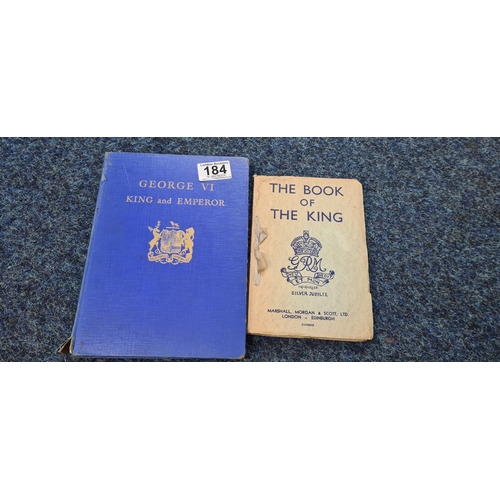 184
GEORGE VI
KING and EMPEROR
THE BOOK
OF
THE KING
GRM
SILVER JUBILEE
MARSHALL, MORGAN & SCOTT, LTD.
LONDON - EDINBURGH